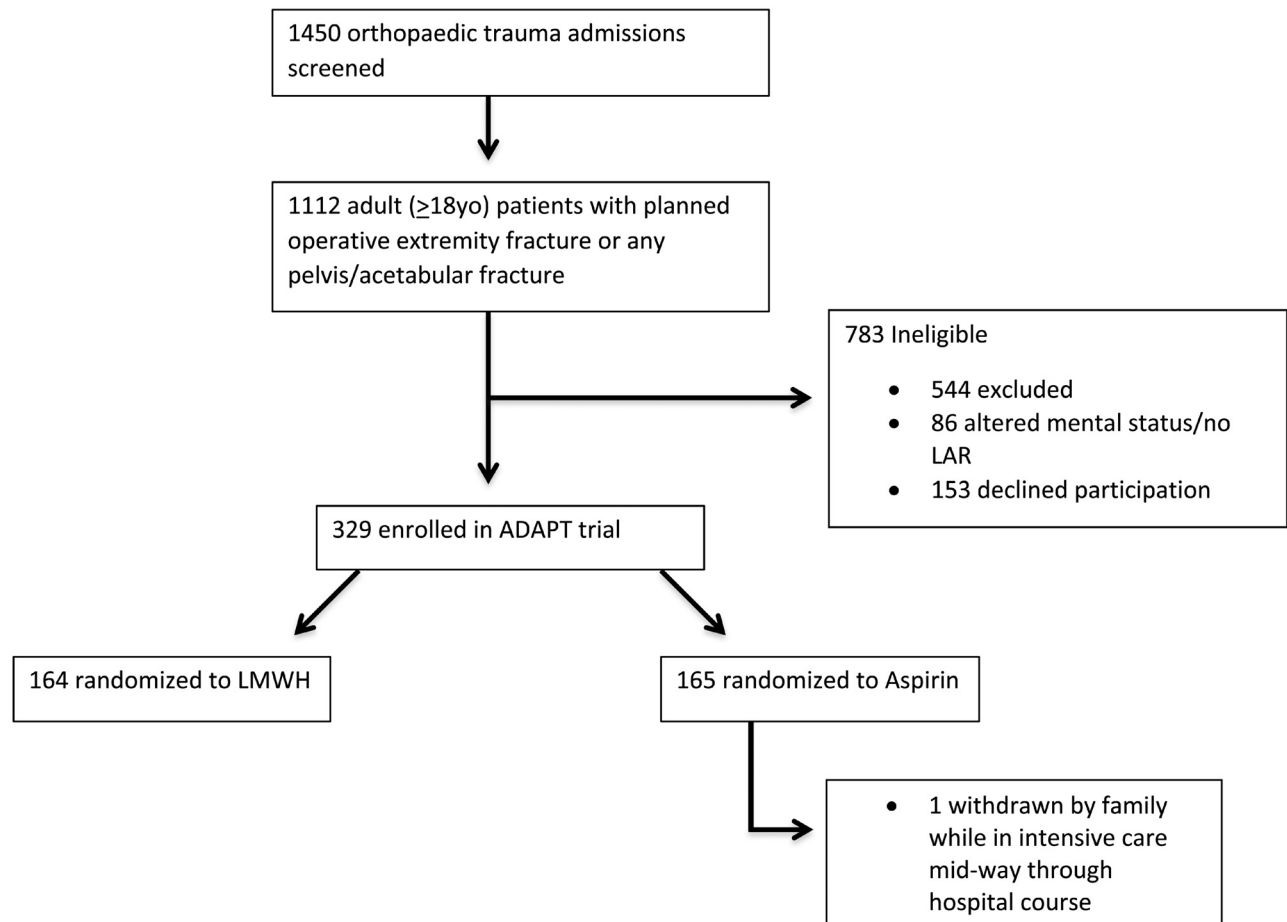 1450 orthopaedic trauma admissions
screened
1112 adult (≥18yo) patients with planned
operative extremity fracture or any
pelvis/acetabular fracture
783 Ineligible
• 544 excluded
• 86 altered mental status/no
LAR
• 153 declined participation
329 enrolled in ADAPT trial
164 randomized to LMWH
165 randomized to Aspirin
• 1 withdrawn by family
while in intensive care
mid-way through
hospital course